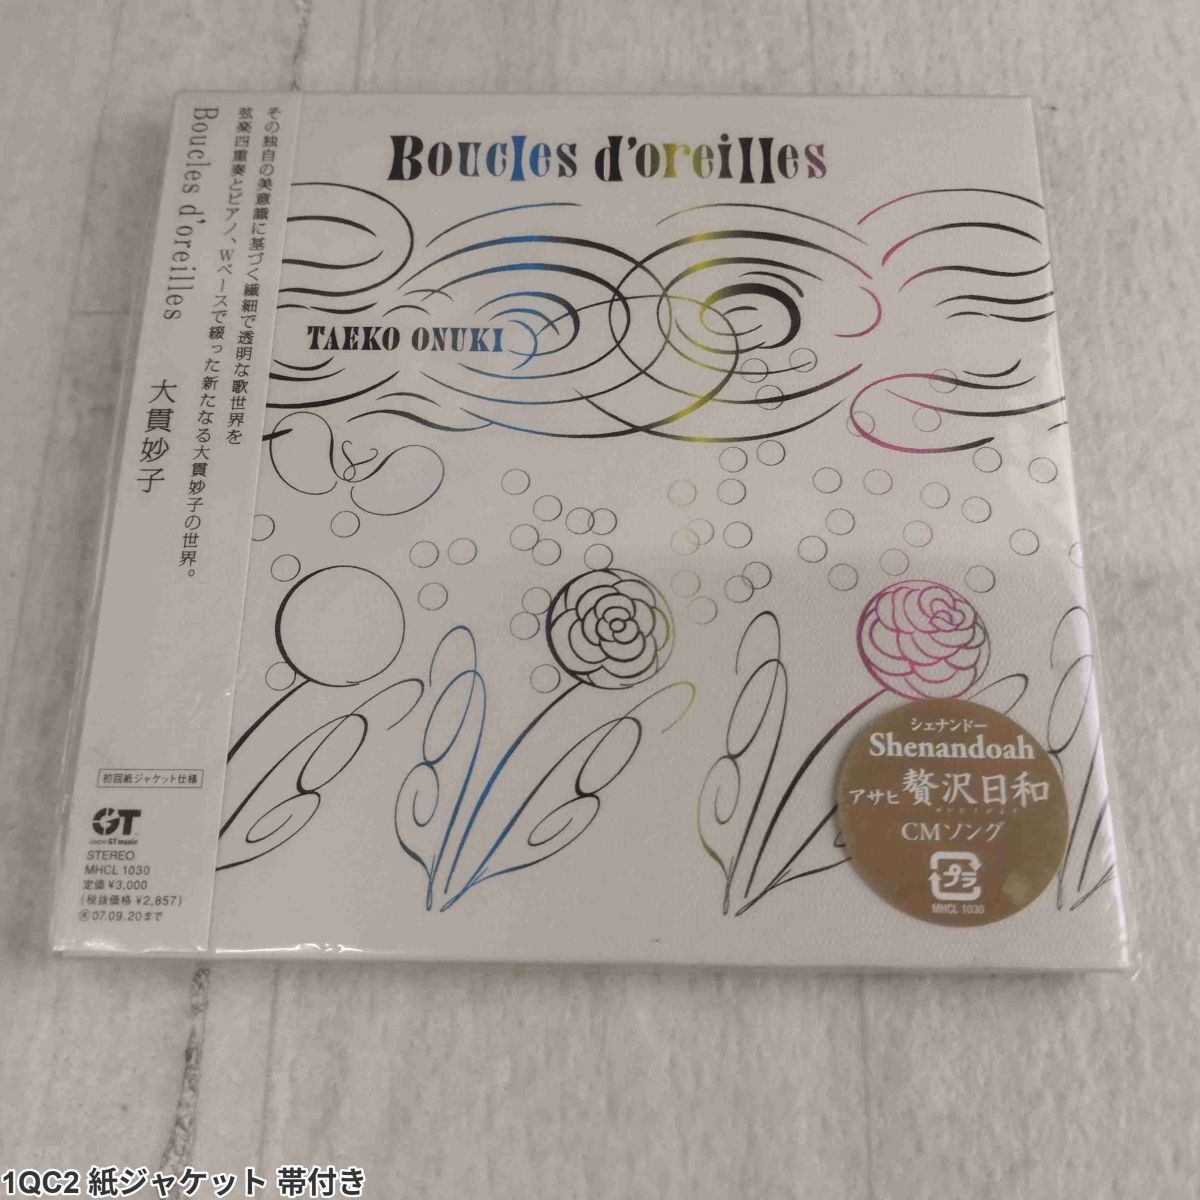 Boucles d'oreilles
TAEKO ONUKI
その独自の美意識に基づく繊細で透明な歌世界を
弦楽四重奏とピアノ、Wベースで綴った新たなる大貫妙子の世界。
Boucles d'oreilles 大貫妙子
初回紙ジャケット仕様
GT
GT music
STEREO
MHCL 1030
定価 ¥3,000
(税抜価格 ¥2,857)
07.09.20まで
シェナンドー
Shenandoah
アサヒ 贅沢日和
CMソング
プラ
MHCL 1030
1QC2 紙ジャケット 帯付き